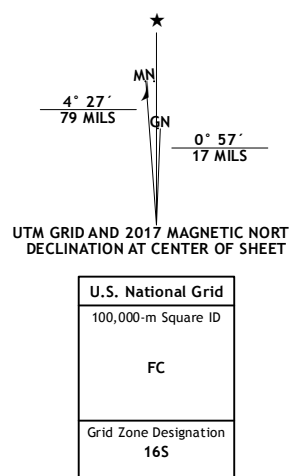 ★
MN
4° 27´
79 MILS
GN
0° 57´
17 MILS
UTM GRID AND 2017 MAGNETIC NORT
DECLINATION AT CENTER OF SHEET
U.S. National Grid
100,000-m Square ID
FC
Grid Zone Designation
16S